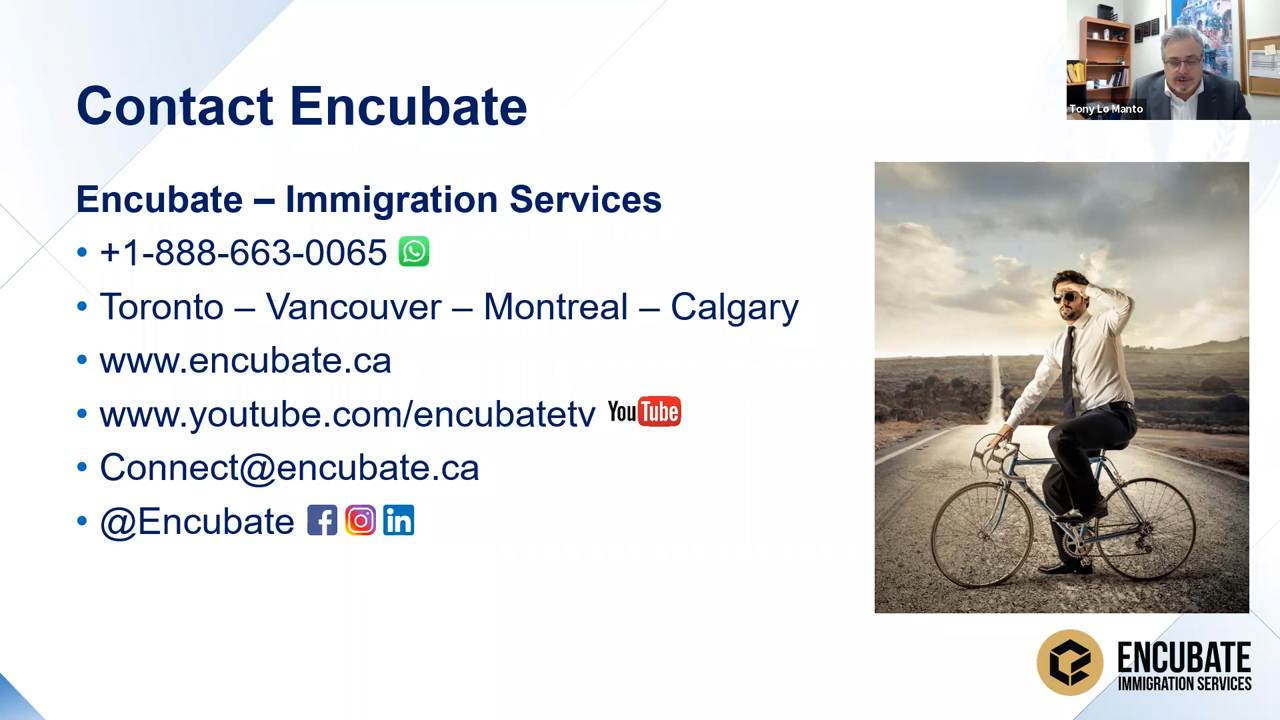 Contact Encubate
Tony Lo Manto
Encubate – Immigration Services
• +1-888-663-0065
• Toronto – Vancouver – Montreal – Calgary
• www.encubate.ca
• www.youtube.com/encubatetv YouTube
• Connect@encubate.ca
• @Encubate
ENCUBATE
IMMIGRATION SERVICES